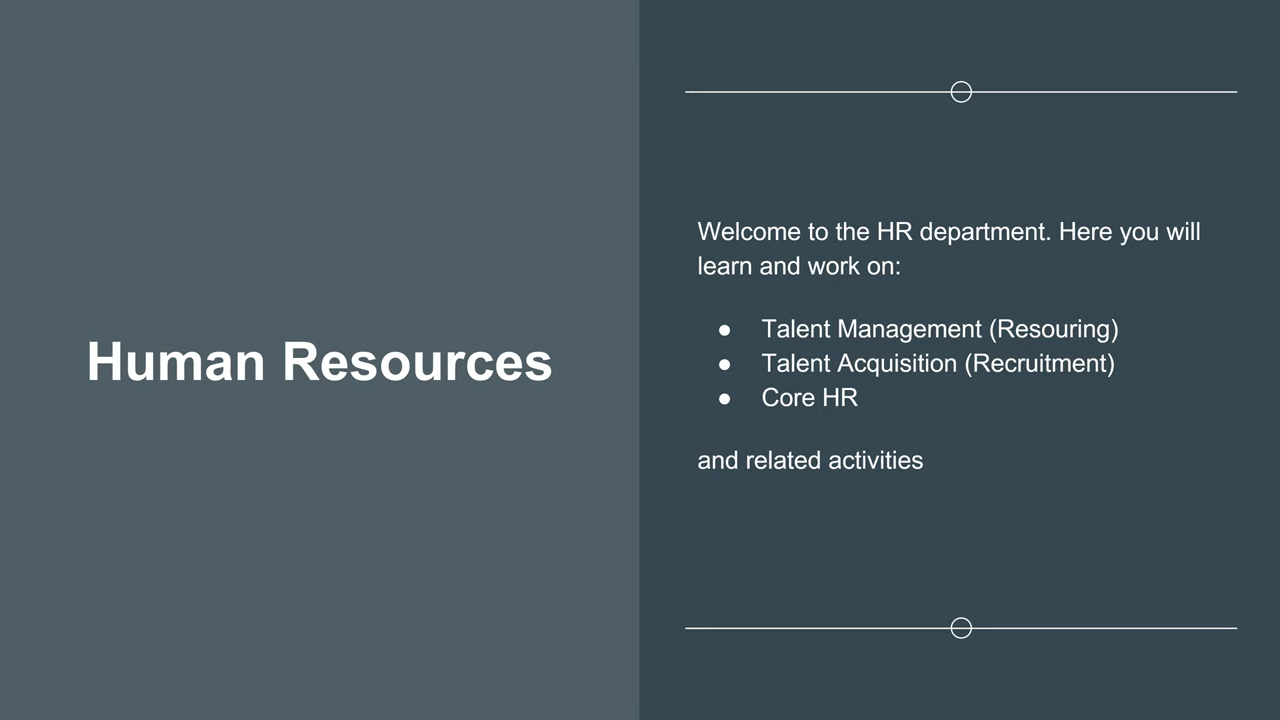 Human Resources
Welcome to the HR department. Here you will
learn and work on:
● Talent Management (Resouring)
● Talent Acquisition (Recruitment)
● Core HR
and related activities